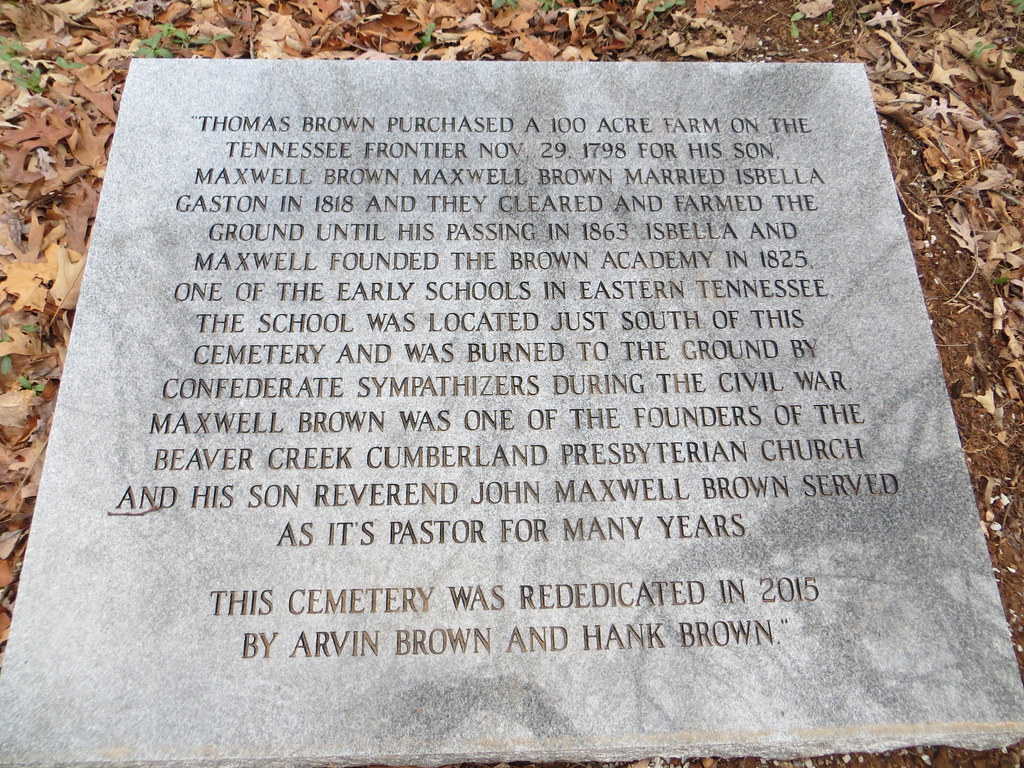 "THOMAS BROWN PURCHASED A 100 ACRE FARM ON THE
TENNESSEE FRONTIER NOV. 29, 1798 FOR HIS SON,
MAXWELL BROWN. MAXWELL BROWN MARRIED ISBELLA
GASTON IN 1818 AND THEY CLEARED AND FARMED THE
GROUND UNTIL HIS PASSING IN 1863. ISBELLA AND
MAXWELL FOUNDED THE BROWN ACADEMY IN 1825,
ONE OF THE EARLY SCHOOLS IN EASTERN TENNESSEE.
THE SCHOOL WAS LOCATED JUST SOUTH OF THIS
CEMETERY AND WAS BURNED TO THE GROUND BY
CONFEDERATE SYMPATHIZERS DURING THE CIVIL WAR.
MAXWELL BROWN WAS ONE OF THE FOUNDERS OF THE
BEAVER CREEK CUMBERLAND PRESBYTERIAN CHURCH
AND HIS SON REVEREND JOHN MAXWELL BROWN SERVED
AS IT'S PASTOR FOR MANY YEARS
THIS CEMETERY WAS REDEDICATED IN 2015
BY ARVIN BROWN AND HANK BROWN."